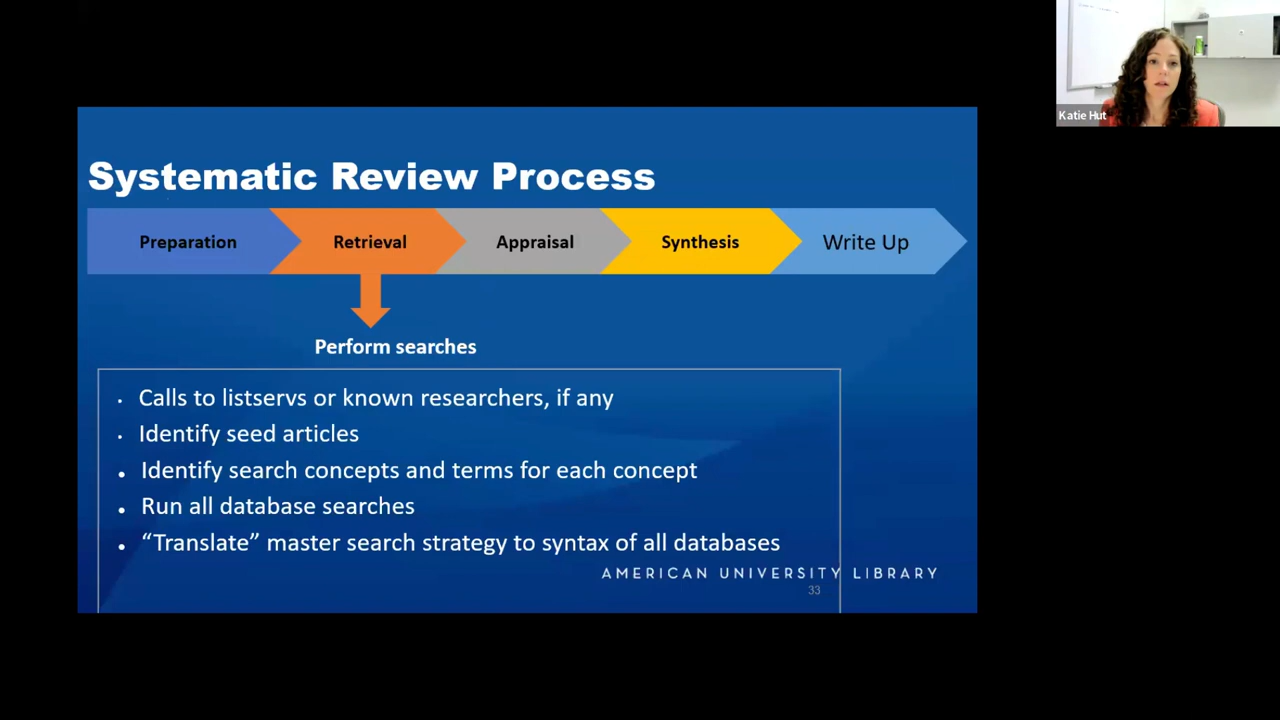 Katie Hut
Systematic Review Process
Preparation
Retrieval
Appraisal
Synthesis
Write Up
Perform searches
• Calls to listservs or known researchers, if any
• Identify seed articles
• Identify search concepts and terms for each concept
• Run all database searches
• “Translate” master search strategy to syntax of all databases
AMERICAN UNIVERSITY LIBRARY
33